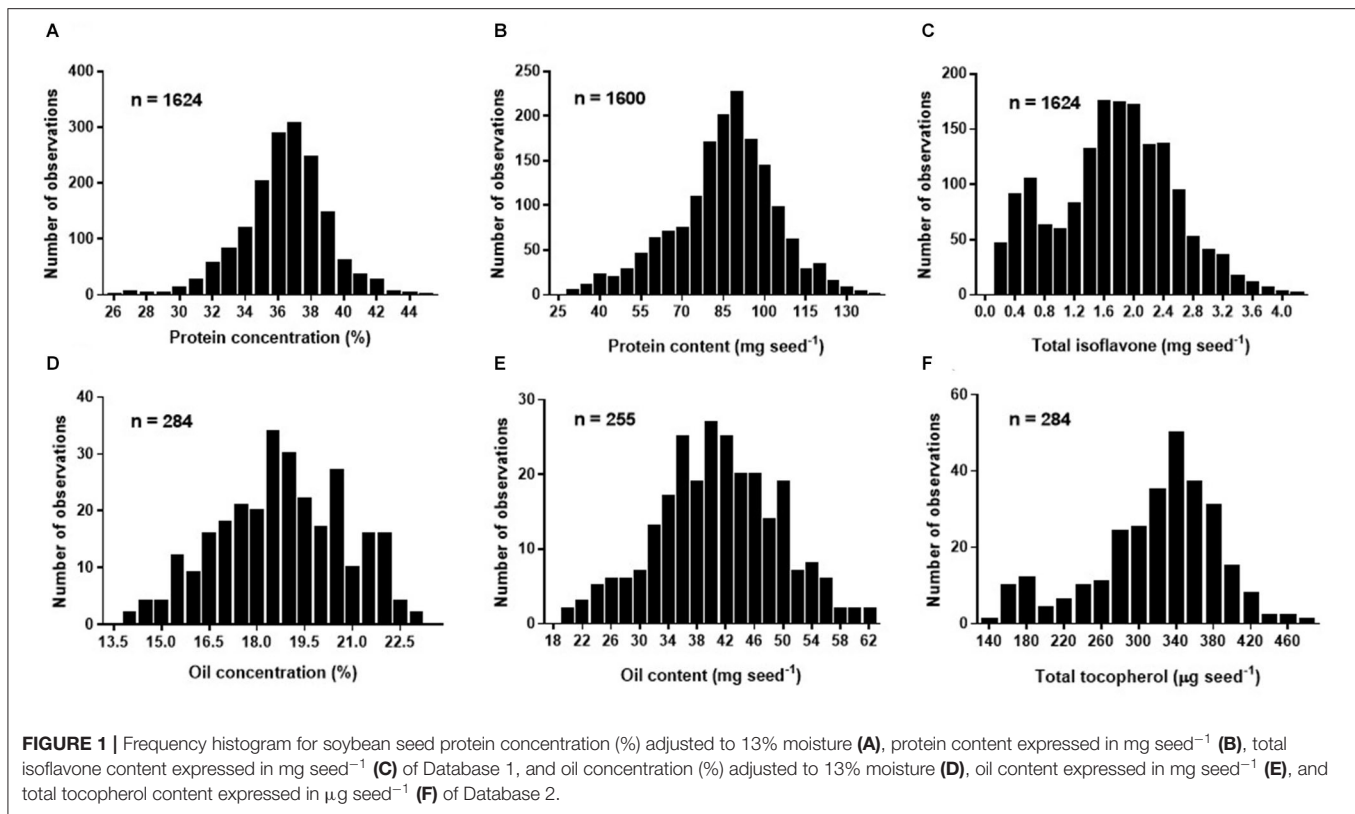 A
B
C
400
300
200
100
0
Number of observations
n = 1624
26 28 30 32 34 36 38 40 42 44
Protein concentration (%)
250
200
150
100
50
0
Number of observations
n = 1600
25 40 55 70 85 100 115 130
Protein content (mg seed⁻¹)
200
150
100
50
0
Number of observations
n = 1624
0.0 0.4 0.8 1.2 1.6 2.0 2.4 2.8 3.2 3.6 4.0
Total isoflavone (mg seed⁻¹)
D
E
F
40
30
20
10
0
Number of observations
n = 284
13.5 15.0 16.5 18.0 19.5 21.0 22.5
Oil concentration (%)
30
20
10
0
Number of observations
n = 255
18 22 26 30 34 38 42 46 50 54 58 62
Oil content (mg seed⁻¹)
60
40
20
0
Number of observations
n = 284
140 180 220 260 300 340 380 420 460
Total tocopherol (µg seed⁻¹)
FIGURE 1 | Frequency histogram for soybean seed protein concentration (%) adjusted to 13% moisture (A), protein content expressed in mg seed⁻¹ (B), total
isoflavone content expressed in mg seed⁻¹ (C) of Database 1, and oil concentration (%) adjusted to 13% moisture (D), oil content expressed in mg seed⁻¹ (E), and
total tocopherol content expressed in µg seed⁻¹ (F) of Database 2.